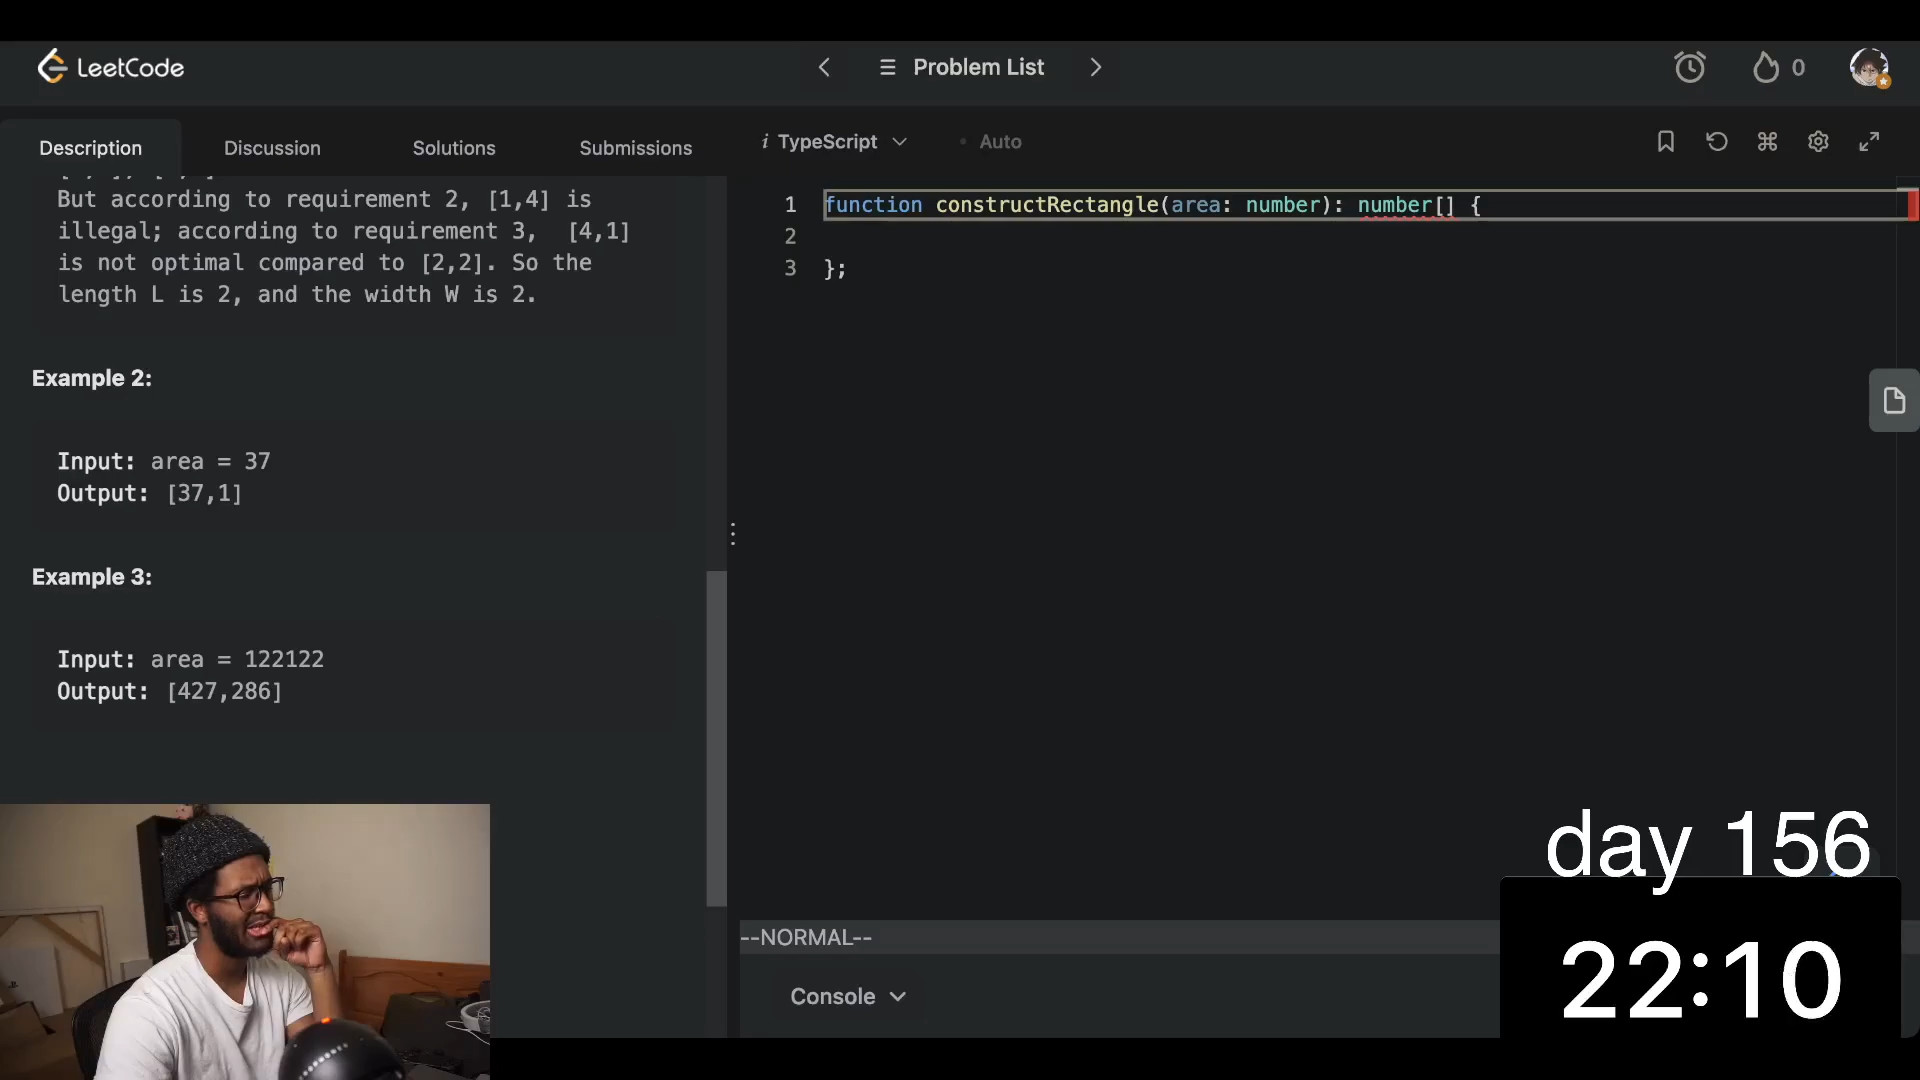 LeetCode
Problem List
0
Description
Discussion
Solutions
Submissions
i TypeScript
• Auto
But according to requirement 2, [1,4] is
illegal; according to requirement 3,  [4,1]
is not optimal compared to [2,2]. So the
length L is 2, and the width W is 2.
Example 2:
Input: area = 37
Output: [37,1]
Example 3:
Input: area = 122122
Output: [427,286]
1 function constructRectangle(area: number): number[] {
2
3 };
--NORMAL--
Console
day 156
22:10